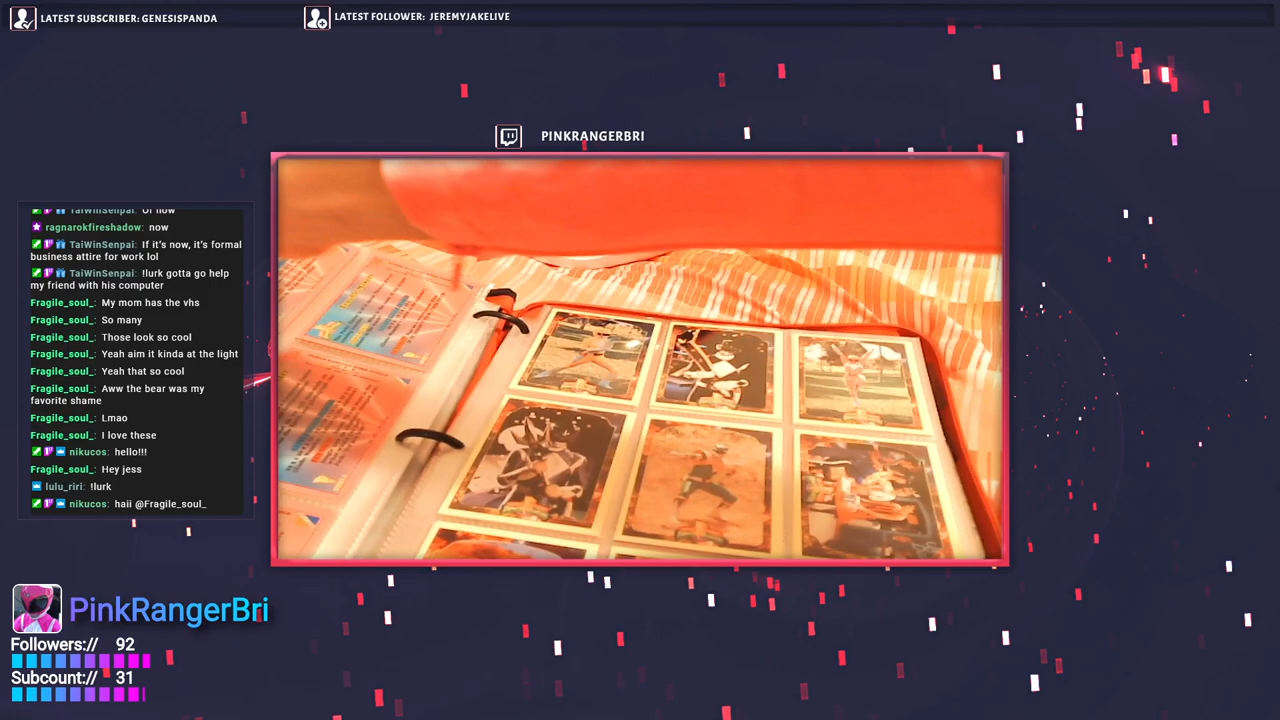 LATEST SUBSCRIBER: GENESISPANDA
LATEST FOLLOWER: JEREMYJAKELIVE
PINKRANGERBRI
TaiWinSenpai: Or now
ragnarokfireshadow: now
TaiWinSenpai: If it's now, it's formal
business attire for work lol
TaiWinSenpai: !lurk gotta go help
my friend with his computer
Fragile_soul_: My mom has the vhs
Fragile_soul_: So many
Fragile_soul_: Those look so cool
Fragile_soul_: Yeah aim it kinda at the light
Fragile_soul_: Yeah that so cool
Fragile_soul_: Aww the bear was my
favorite shame
Fragile_soul_: Lmao
Fragile_soul_: I love these
nikucos: hello!!!
Fragile_soul_: Hey jess
lulu_riri: !lurk
nikucos: haii @Fragile_soul_
PinkRangerBri
Followers:// 92
Subcount:// 31